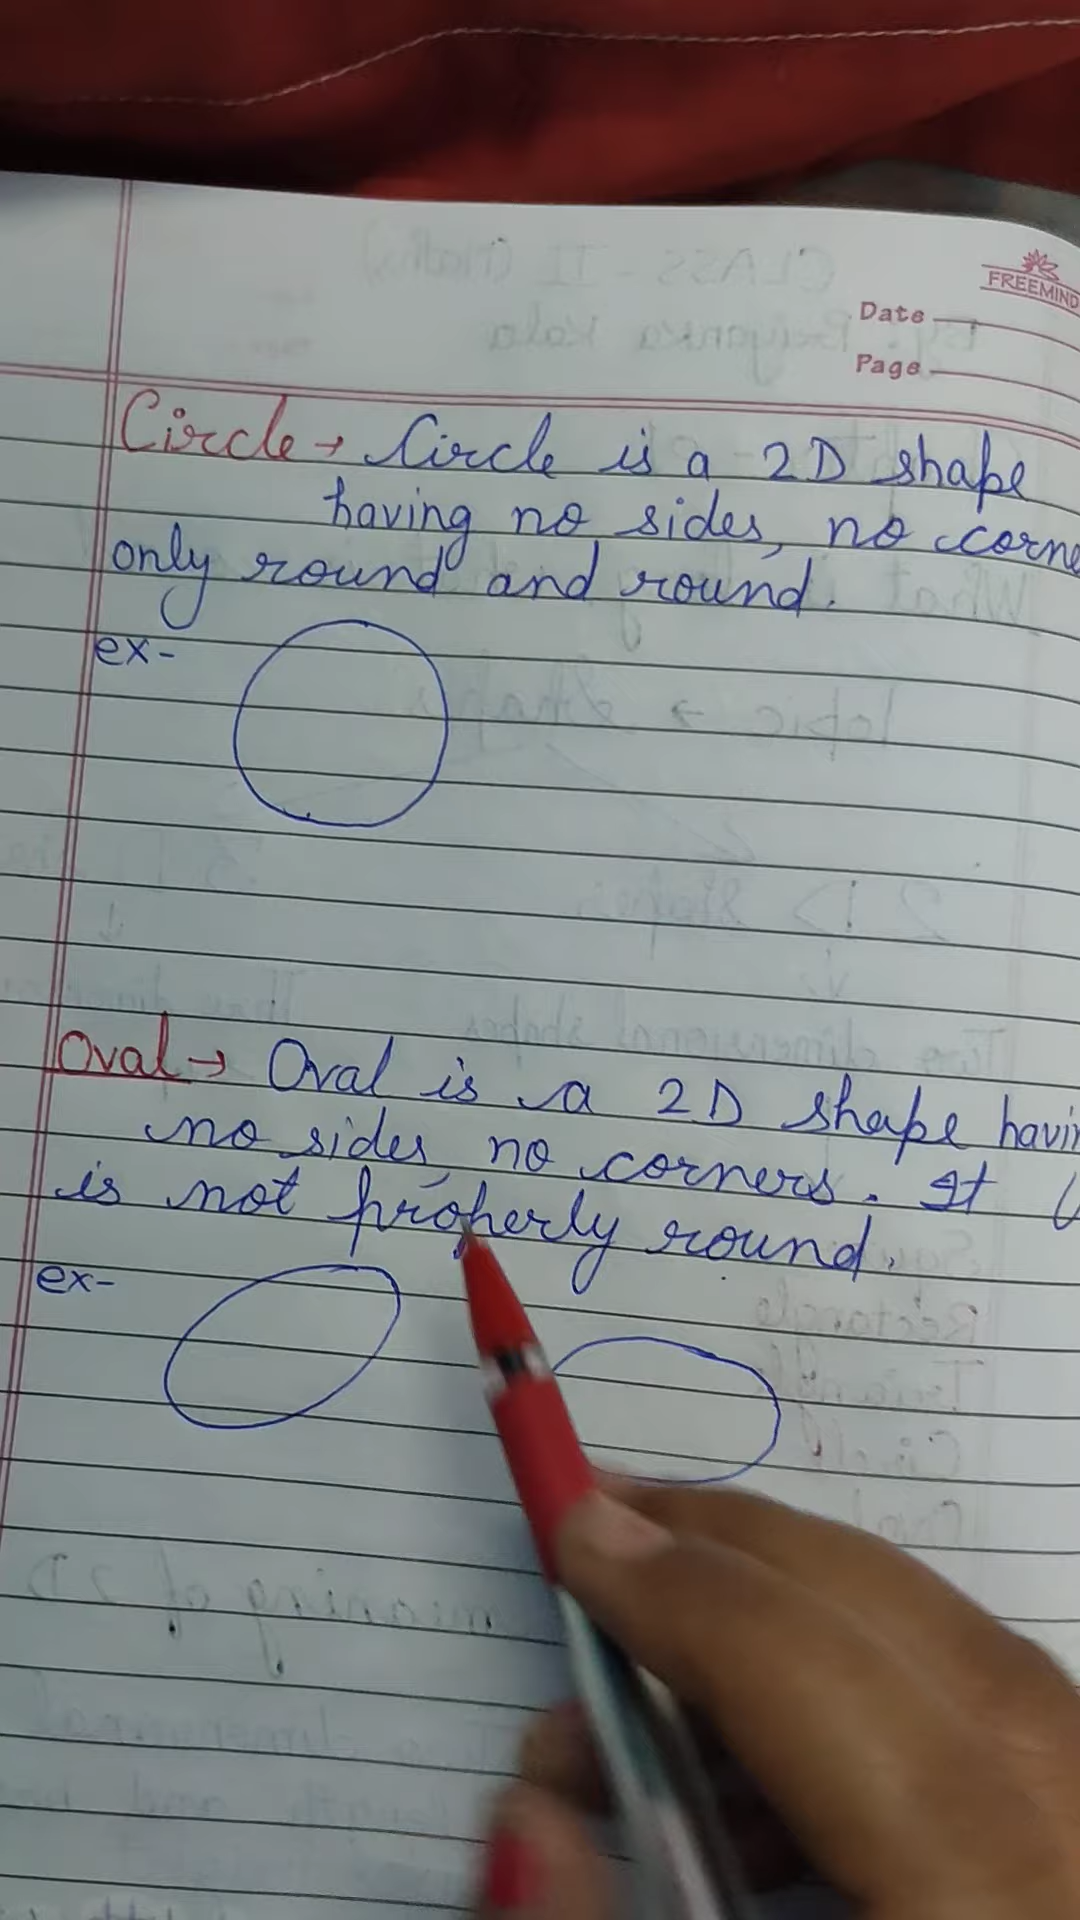 FREEMIND
Date
Page
Circle → Circle is a 2D shape
having no sides, no corne
only round and round.
ex-
Oval → Oval is a 2D shape havin
no sides, no corners. It
is not properly round.
ex-